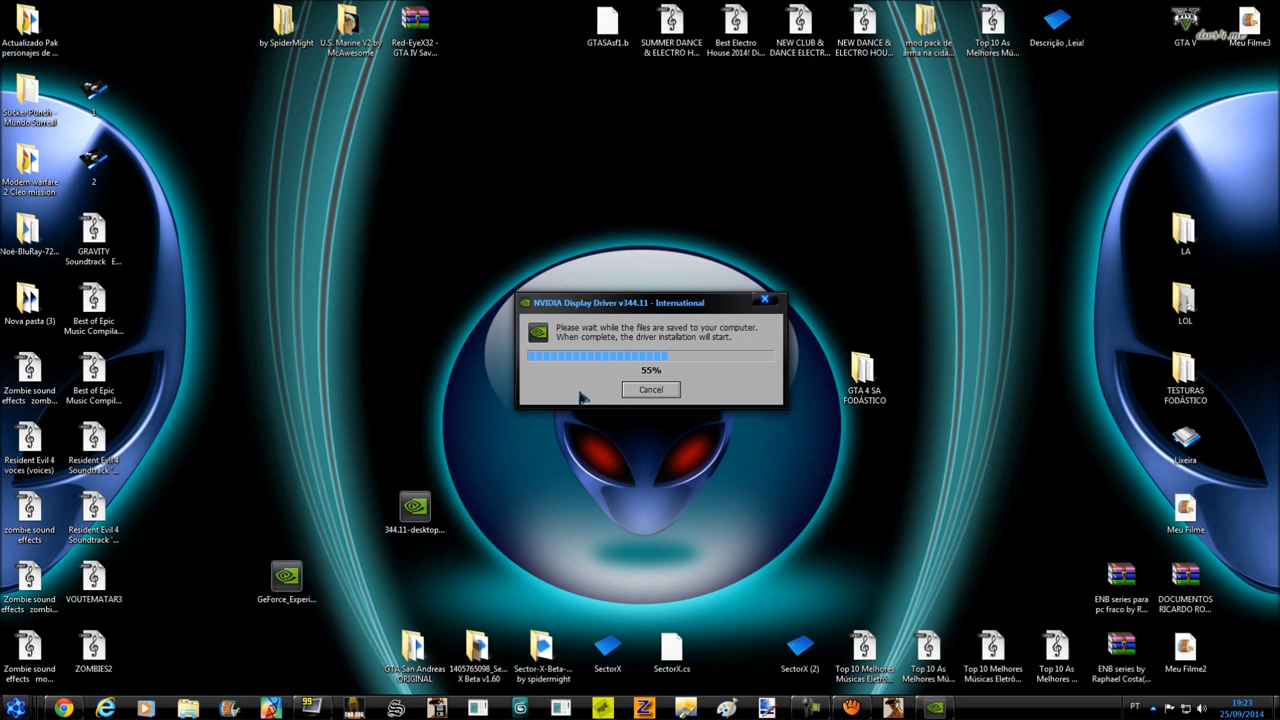 Actualizado Pak
personajes de ...
by SpiderMight
U.S. Marine V2 by
McAwesome
Red-EyeX32 -
GTA IV Sav...
GTASAsf1.b
SUMMER DANCE
& ELECTRO H...
Best Electro
House 2014! Di...
NEW CLUB &
DANCE ELECTR...
NEW DANCE &
ELECTRO HOU...
mod pack de
arma na cida...
Top 10 As
Melhores Mú...
Descrição ,Leia!
GTA V
Meu Filme3
Sucker Punch -
Mundo Surreal
1
Modern warfare
2 Cleo mission
2
Noé-BluRay-72...
GRAVITY
Soundtrack E...
LA
Nova pasta (3)
Best of Epic
Music Compila...
LOL
NVIDIA Display Driver v344.11 - International
Please wait while the files are saved to your computer.
When complete, the driver installation will start.
55%
Cancel
Zombie sound
effects zomb...
Best of Epic
Music Compil...
GTA 4 SA
FODÁSTICO
TESTURAS
FODÁSTICO
Resident Evil 4
voces (voices)
Resident Evil 4
Soundtrack '...
Lixeira
zombie sound
effects
Resident Evil 4
Soundtrack '...
344.11-desktop...
Meu Filme
Zombie sound
effects zombi...
VOUTEMATAR3
GeForce_Experi...
ENB series para
pc fraco by R...
DOCUMENTOS
RICARDO RO...
Zombie sound
effects mo...
ZOMBIES2
GTA San Andreas
ORIGINAL
1405765098_Se...
X Beta v1.60
Sector-X-Beta-...
by spidermight
SectorX
SectorX.cs
SectorX (2)
Top 10 Melhores
Músicas Eletrô...
Top 10 As
Melhores Mú...
Top 10 Melhores
Músicas Eletrô...
Top 10 As
Melhores M...
ENB series by
Raphael Costa(...
Meu Filme2
99
PT
19:23
25/09/2014